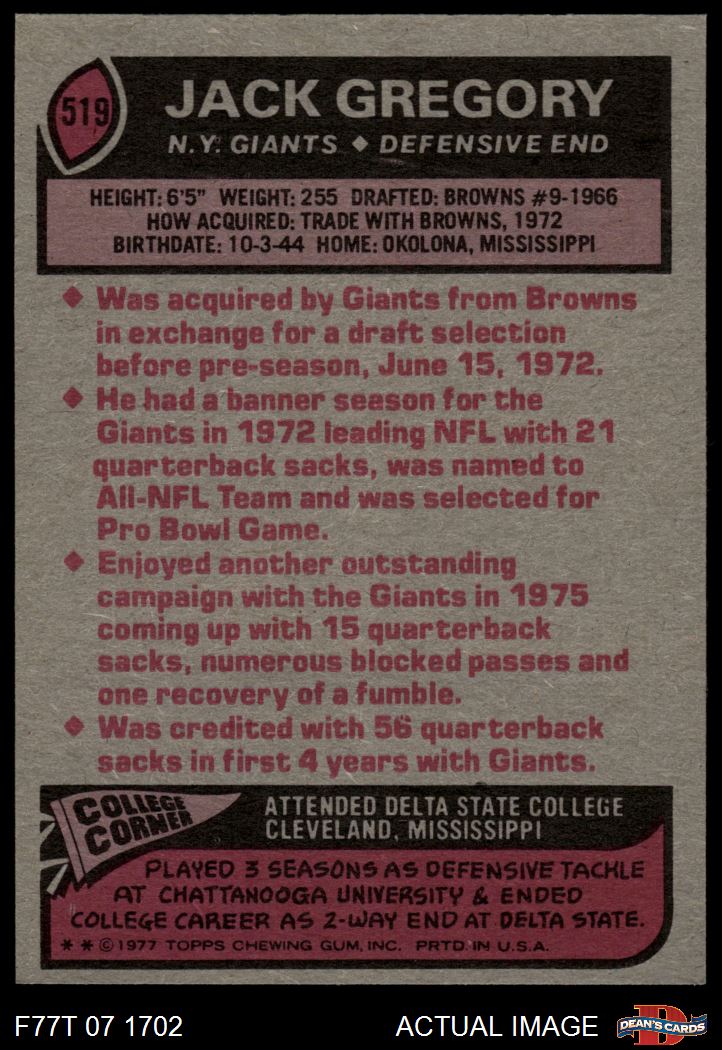 519
JACK GREGORY
N.Y. GIANTS ◆ DEFENSIVE END
HEIGHT: 6'5" WEIGHT: 255 DRAFTED: BROWNS #9-1966
HOW ACQUIRED: TRADE WITH BROWNS, 1972
BIRTHDATE: 10-3-44 HOME: OKOLONA, MISSISSIPPI
◆ Was acquired by Giants from Browns
in exchange for a draft selection
before pre-season, June 15, 1972.
◆ He had a banner season for the
Giants in 1972 leading NFL with 21
quarterback sacks, was named to
All-NFL Team and was selected for
Pro Bowl Game.
◆ Enjoyed another outstanding
campaign with the Giants in 1975
coming up with 15 quarterback
sacks, numerous blocked passes and
one recovery of a fumble.
◆ Was credited with 56 quarterback
sacks in first 4 years with Giants.
COLLEGE
CORNER
ATTENDED DELTA STATE COLLEGE
CLEVELAND, MISSISSIPPI
PLAYED 3 SEASONS AS DEFENSIVE TACKLE
AT CHATTANOOGA UNIVERSITY & ENDED
COLLEGE CAREER AS 2-WAY END AT DELTA STATE.
* * © 1977 TOPPS CHEWING GUM, INC. PRTD. IN U.S.A.
F77T 07 1702
ACTUAL IMAGE
D
DEAN'S CARDS